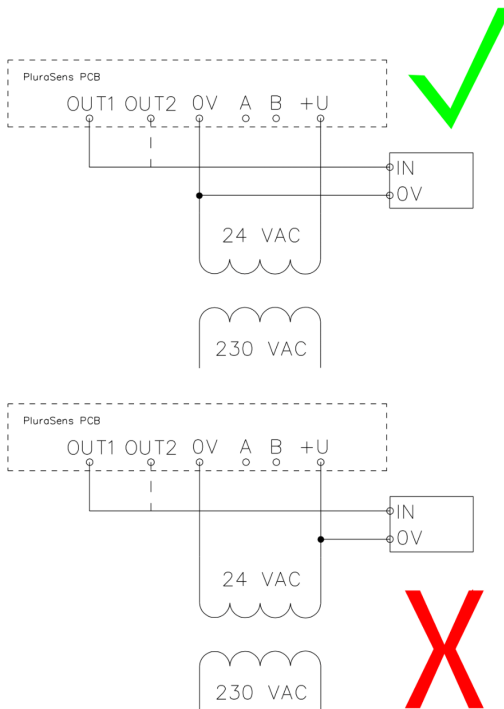 PluraSens PCB
OUT1 OUT2 0V A B +U
IN
0V
24 VAC
230 VAC
PluraSens PCB
OUT1 OUT2 0V A B +U
IN
0V
24 VAC
230 VAC